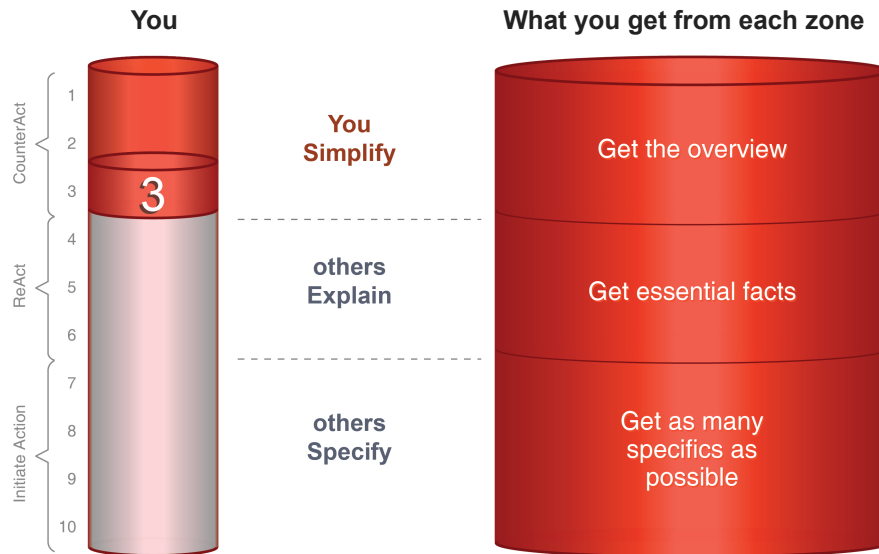 You
What you get from each zone
CounterAct
1
2
3
3
You
Simplify
Get the overview
ReAct
4
5
6
others
Explain
Get essential facts
Initiate Action
7
8
9
10
others
Specify
Get as many
specifics as
possible